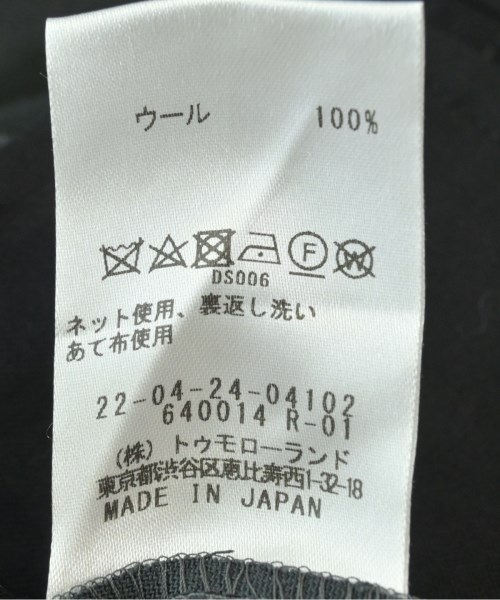 ウール 100%
F W
DS006
ネット使用、裏返し洗い
あて布使用
22-04-24-04102
640014 R-01
(株)トゥモローランド
東京都渋谷区恵比寿西1-32-18
MADE IN JAPAN